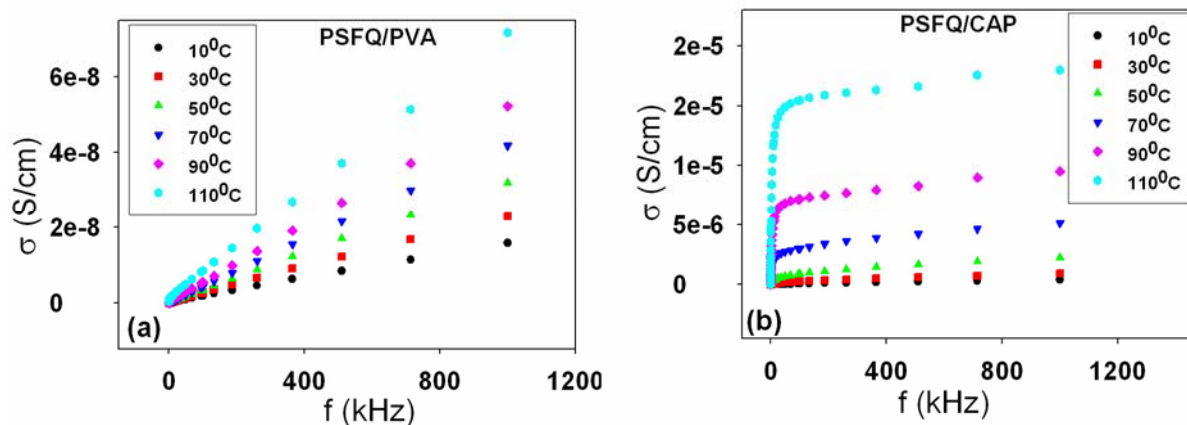 PSFQ/PVA
10⁰C
30⁰C
50⁰C
70⁰C
90⁰C
110⁰C
6e-8
4e-8
2e-8
0
σ (S/cm)
(a)
0 400 800 1200
f (kHz)
PSFQ/CAP
10⁰C
30⁰C
50⁰C
70⁰C
90⁰C
110⁰C
2e-5
2e-5
1e-5
5e-6
0
σ (S/cm)
(b)
0 400 800 1200
f (kHz)